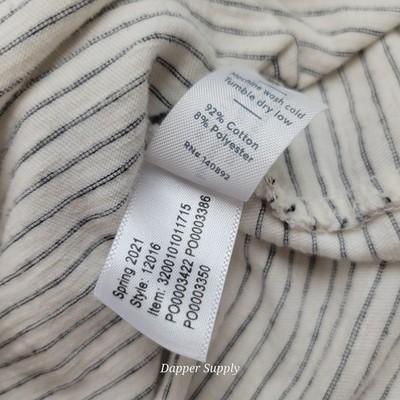 Machine wash cold
Tumble dry low
92% Cotton
8% Polyester
RN# 140892
Spring 2021
Style: 12016
Item: 3200101011715
PO0003422 PO0003386
PO0003350
Dapper Supply